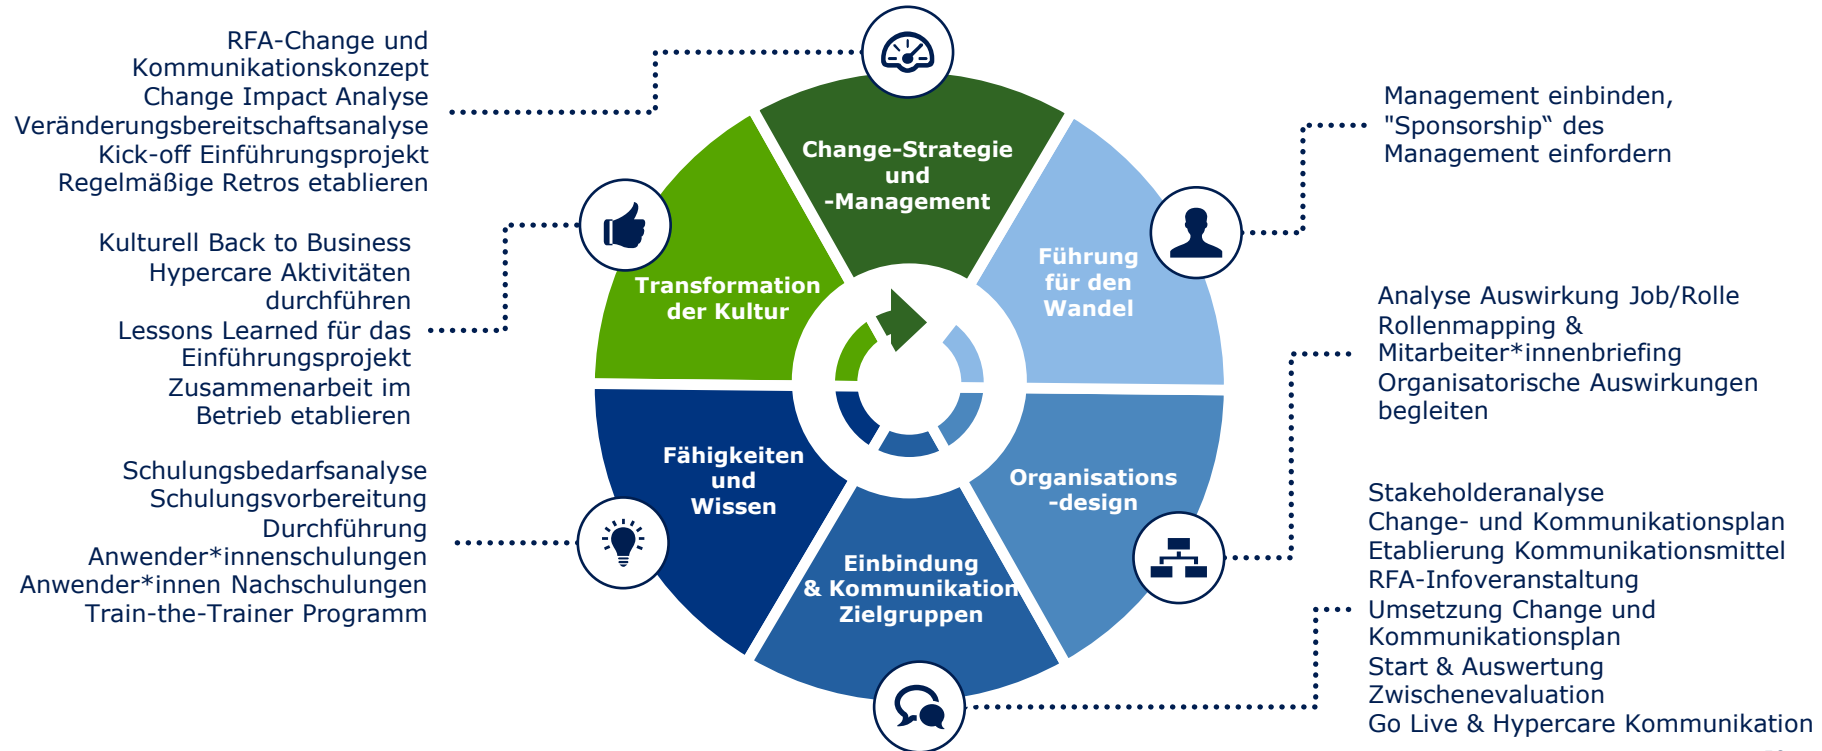 RFA-Change und
Kommunikationskonzept
Change Impact Analyse
Veränderungsbereitschaftsanalyse
Kick-off Einführungsprojekt
Regelmäßige Retros etablieren
Kulturell Back to Business
Hypercare Aktivitäten
durchführen
Lessons Learned für das
Einführungsprojekt
Zusammenarbeit im
Betrieb etablieren
Schulungsbedarfsanalyse
Schulungsvorbereitung
Durchführung
Anwender*innenschulungen
Anwender*innen Nachschulungen
Train-the-Trainer Programm
Change-Strategie
und
-Management
Führung
für den
Wandel
Organisations
-design
Einbindung
& Kommunikation
Zielgruppen
Fähigkeiten
und
Wissen
Transformation
der Kultur
Management einbinden,
"Sponsorship“ des
Management einfordern
Analyse Auswirkung Job/Rolle
Rollenmapping &
Mitarbeiter*innenbriefing
Organisatorische Auswirkungen
begleiten
Stakeholderanalyse
Change- und Kommunikationsplan
Etablierung Kommunikationsmittel
RFA-Infoveranstaltung
Umsetzung Change und
Kommunikationsplan
Start & Auswertung
Zwischenevaluation
Go Live & Hypercare Kommunikation